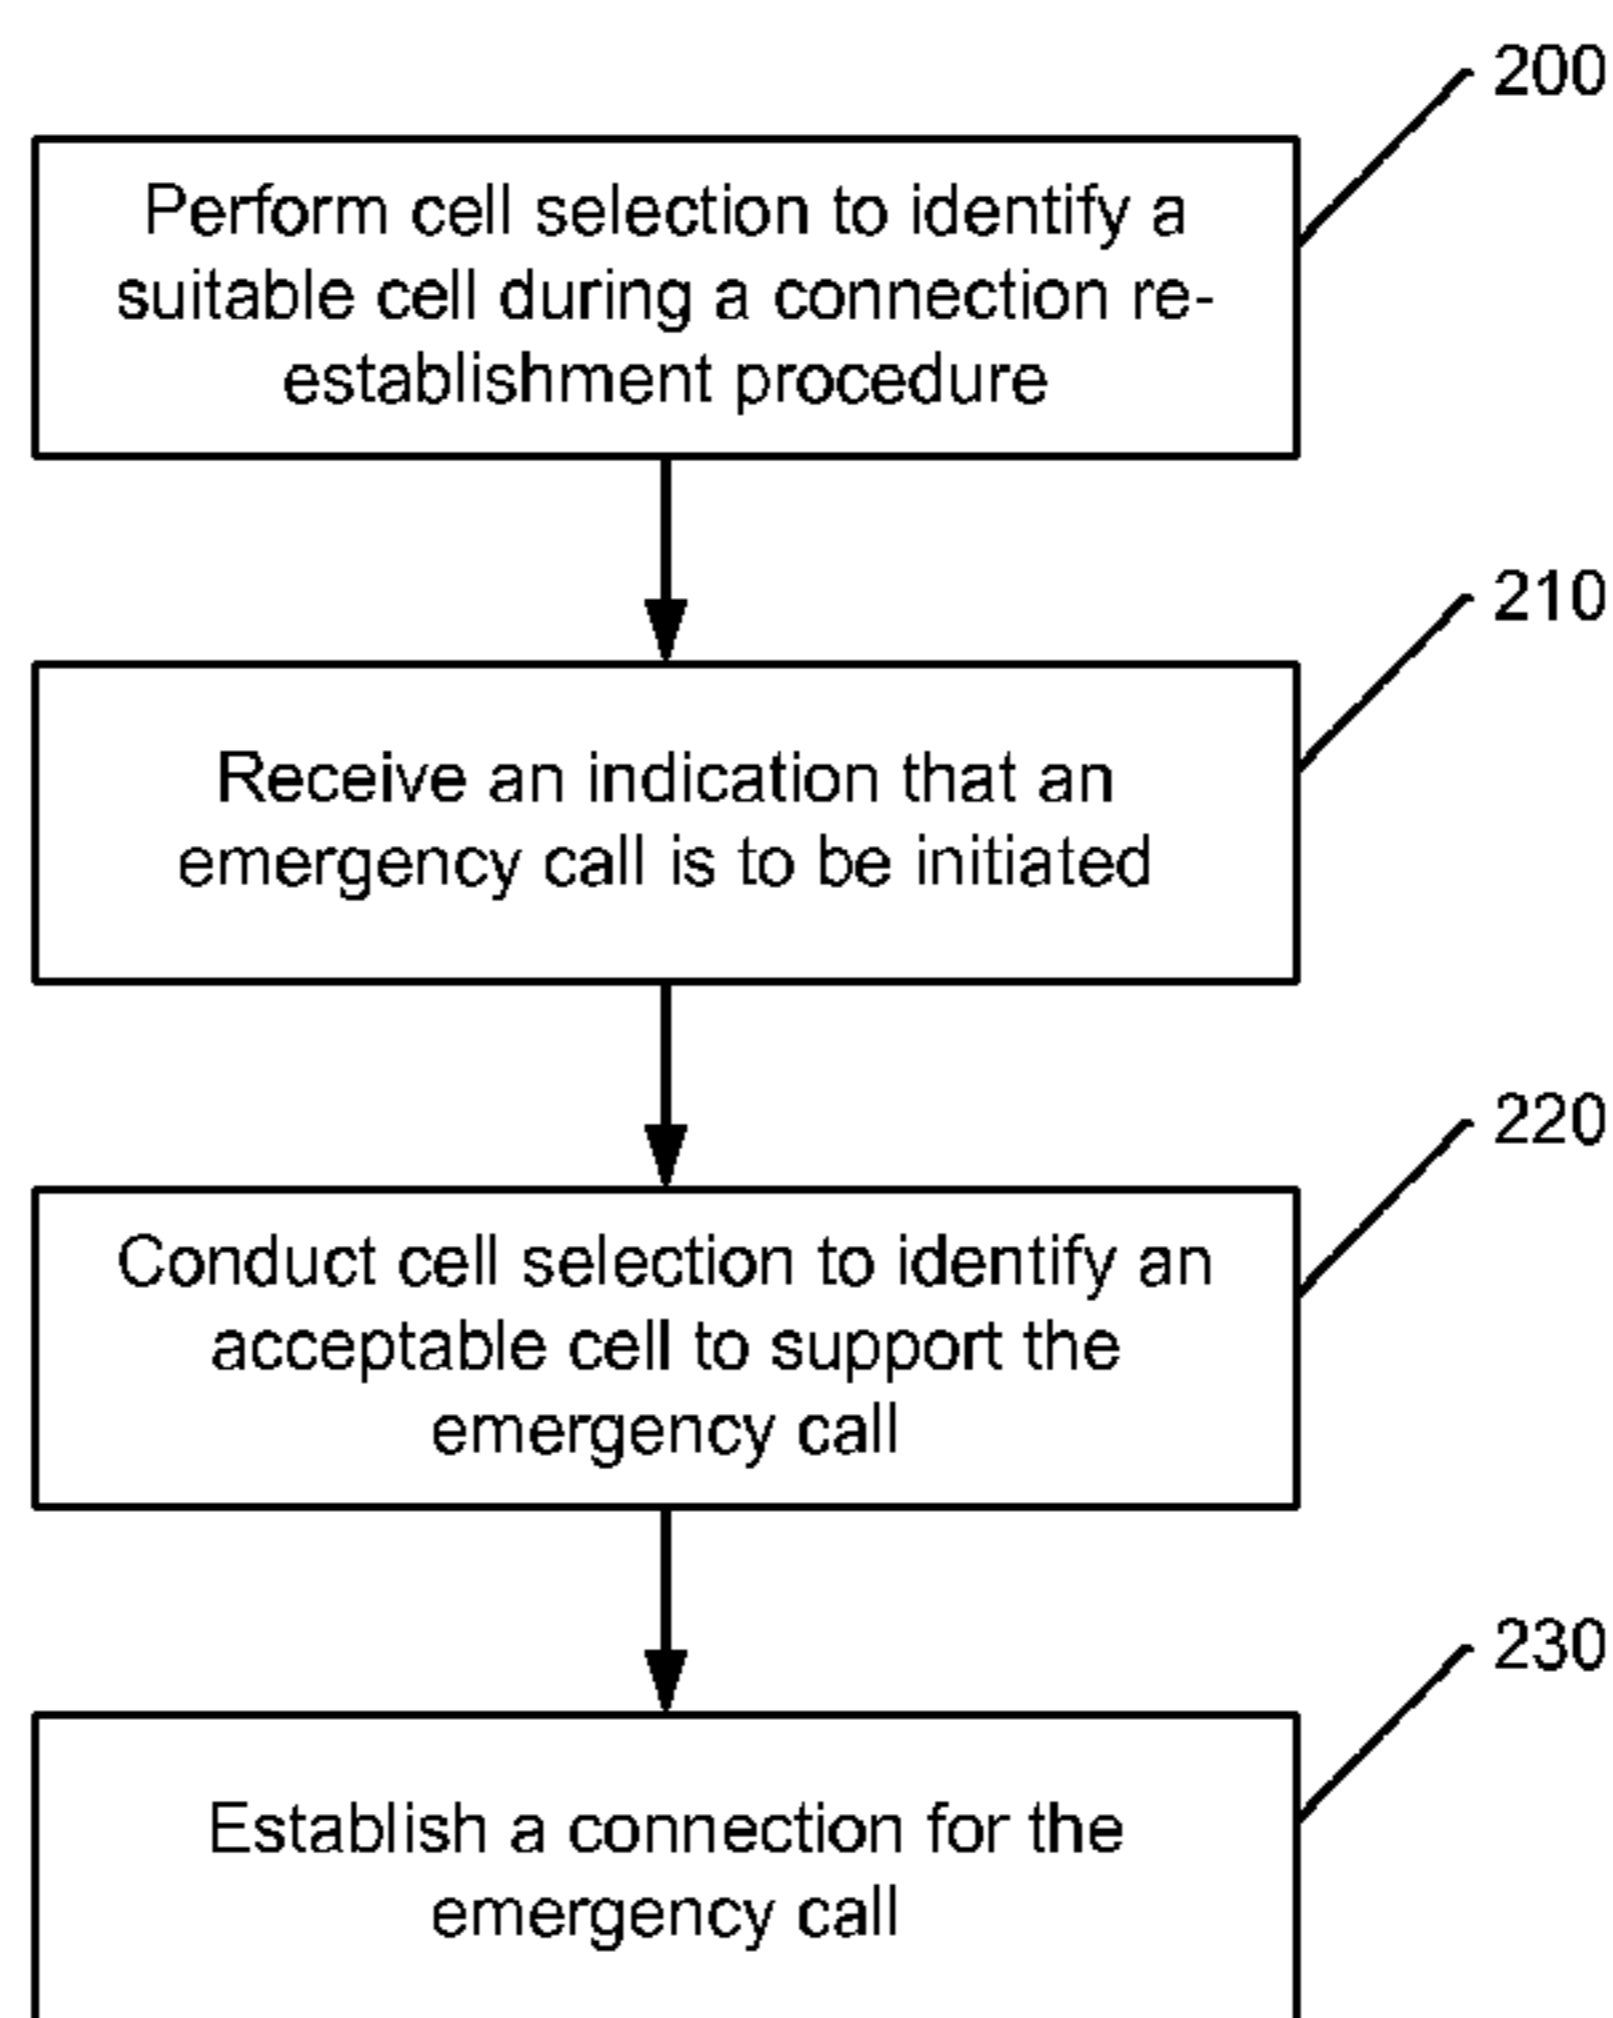 200
Perform cell selection to identify a
suitable cell during a connection re-
establishment procedure
210
Receive an indication that an
emergency call is to be initiated
220
Conduct cell selection to identify an
acceptable cell to support the
emergency call
230
Establish a connection for the
emergency call